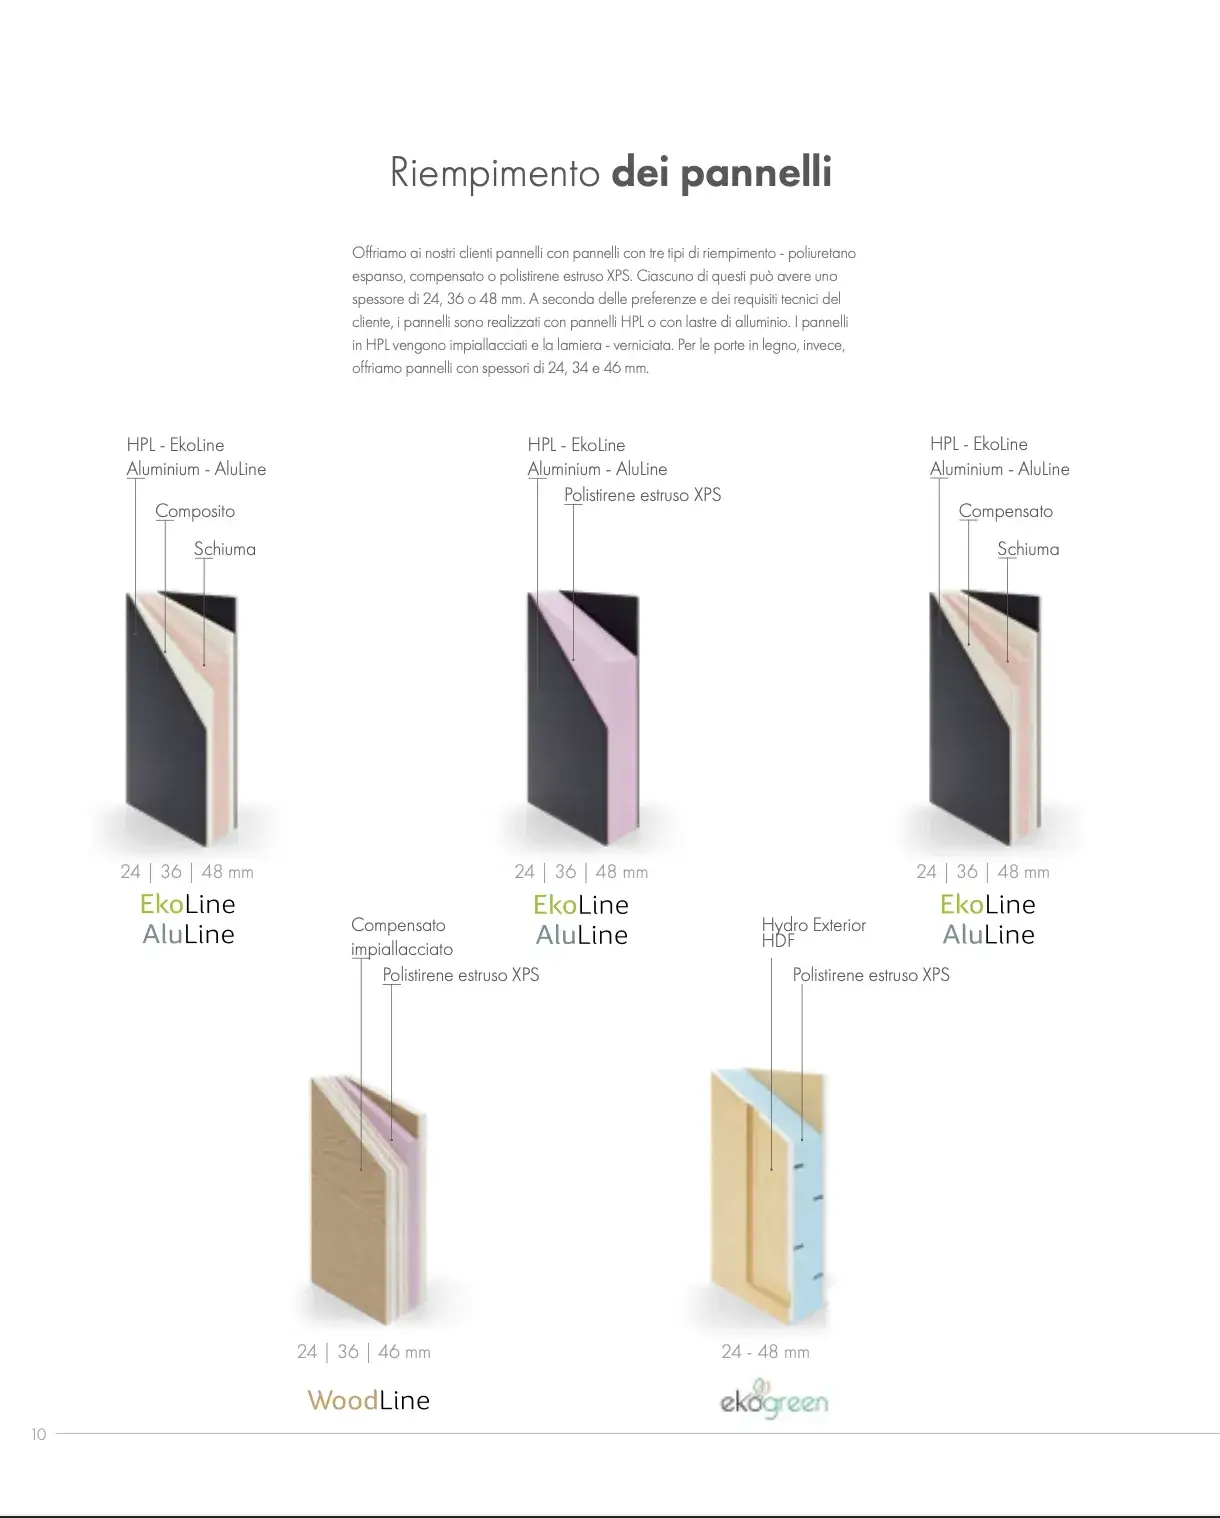 Riempimento dei pannelli
Offriamo ai nostri clienti pannelli con pannelli con tre tipi di riempimento - poliuretano
espanso, compensato o polistirene estruso XPS. Ciascuno di questi può avere uno
spessore di 24, 36 o 48 mm. A seconda delle preferenze e dei requisiti tecnici del
cliente, i pannelli sono realizzati con pannelli HPL o con lastre di alluminio. I pannelli
in HPL vengono impiallacciati e la lamiera - verniciata. Per le porte in legno, invece,
offriamo pannelli con spessori di 24, 34 e 46 mm.
HPL - EkoLine
Aluminium - AluLine
Composito
Schiuma
24 | 36 | 48 mm
EkoLine
AluLine
HPL - EkoLine
Aluminium - AluLine
Polistirene estruso XPS
24 | 36 | 48 mm
EkoLine
AluLine
HPL - EkoLine
Aluminium - AluLine
Compensato
Schiuma
24 | 36 | 48 mm
EkoLine
AluLine
Compensato
impiallacciato
Polistirene estruso XPS
24 | 36 | 46 mm
WoodLine
Hydro Exterior
HDF
Polistirene estruso XPS
24 - 48 mm
ekogreen
10